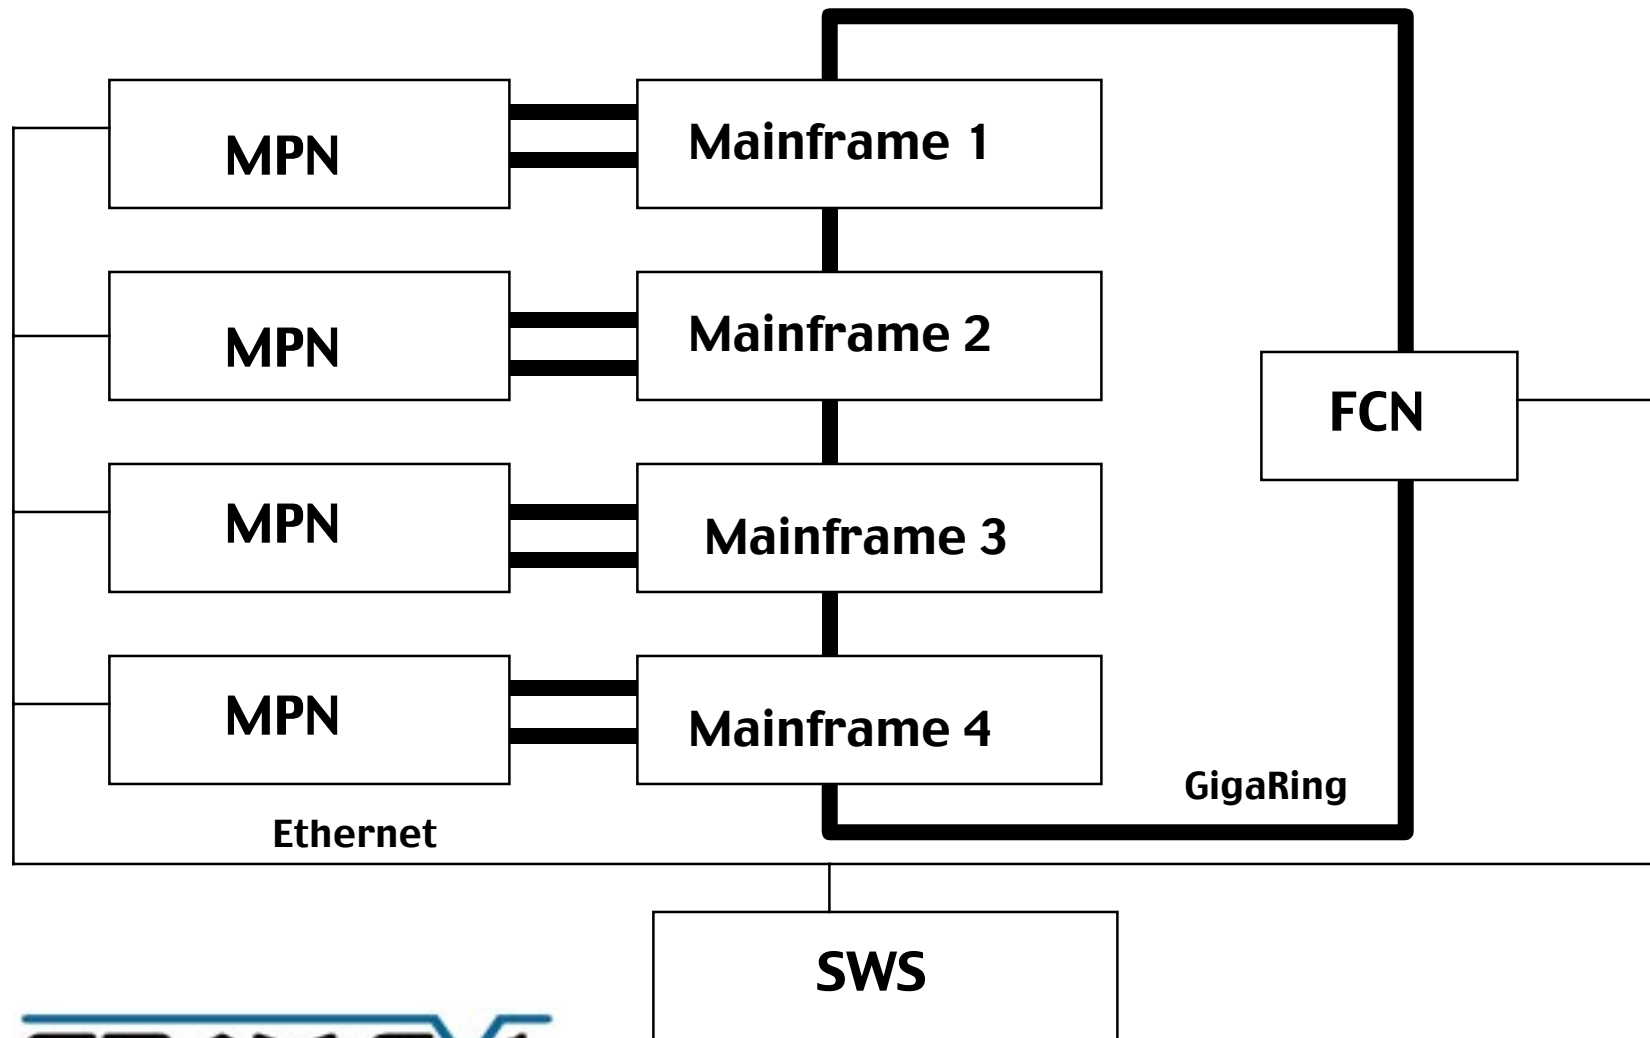 MPN
Mainframe 1
MPN
Mainframe 2
FCN
MPN
Mainframe 3
MPN
Mainframe 4
GigaRing
Ethernet
SWS